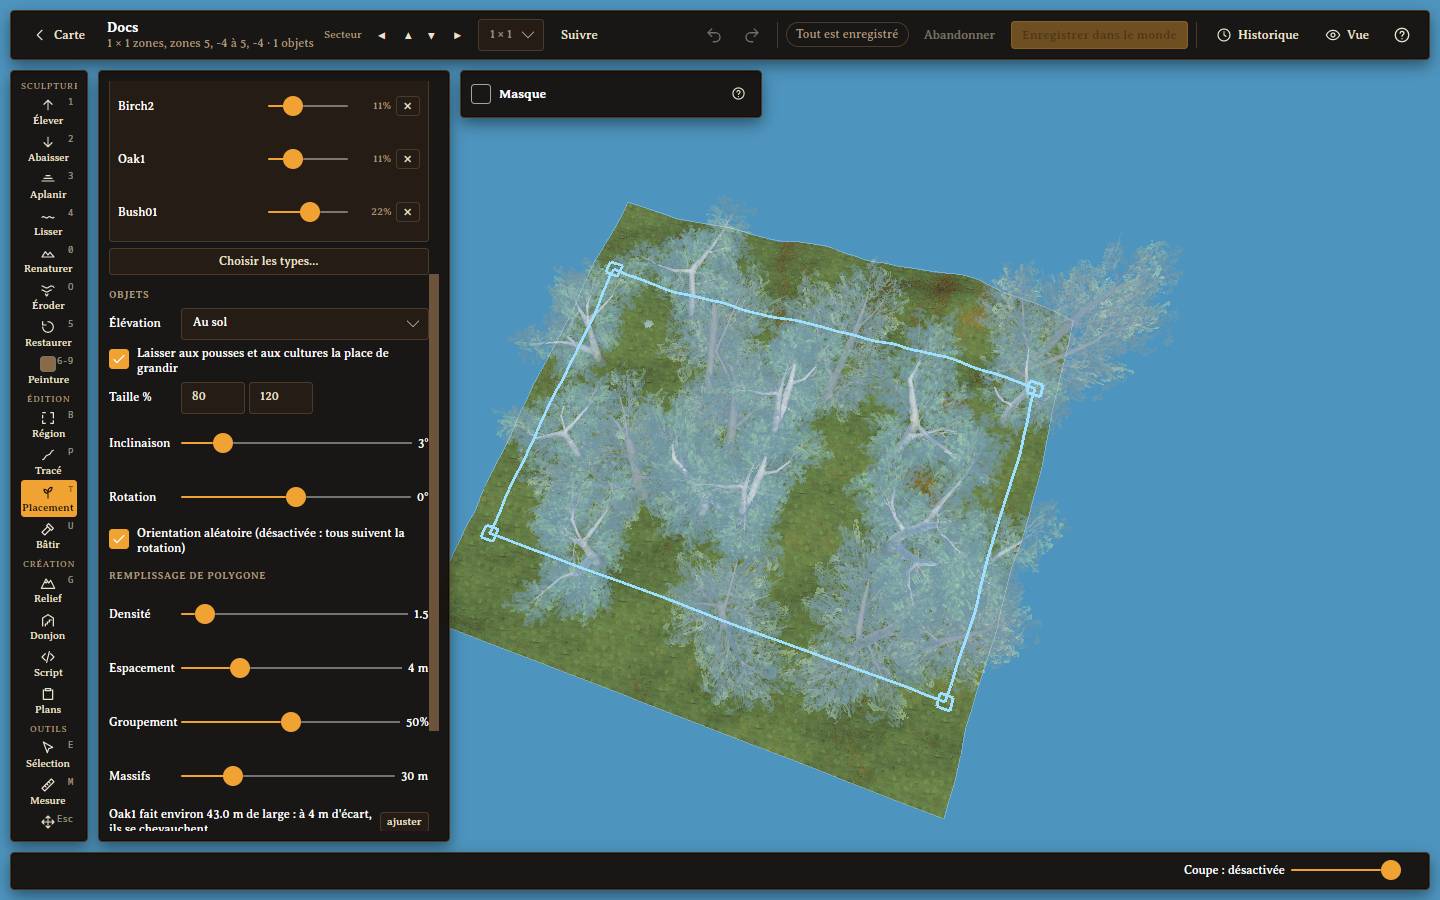 Carte
Docs
1 × 1 zones, zones 5, -4 à 5, -4 · 1 objets
Secteur
1 × 1
Suivre
Tout est enregistré
Abandonner
Enregistrer dans le monde
Historique
Vue
SCULPTURE
1
Élever
2
Abaisser
3
Aplanir
4
Lisser
0
Renaturer
O
Éroder
5
Restaurer
6-9
Peinture
ÉDITION
B
Région
P
Tracé
T
Placement
U
Bâtir
CRÉATION
G
Relief
Donjon
Script
Plans
OUTILS
E
Sélection
M
Mesure
Esc
Birch2
11%
Oak1
11%
Bush01
22%
Choisir les types...
OBJETS
Élévation
Au sol
Laisser aux pousses et aux cultures la place de
grandir
Taille %
80
120
Inclinaison
3°
Rotation
0°
Orientation aléatoire (désactivée : tous suivent la
rotation)
REMPLISSAGE DE POLYGONE
Densité
1.5
Espacement
4 m
Groupement
50%
Massifs
30 m
Oak1 fait environ 43.0 m de large : à 4 m d'écart,
ils se chevauchent
ajuster
Masque
Coupe : désactivée